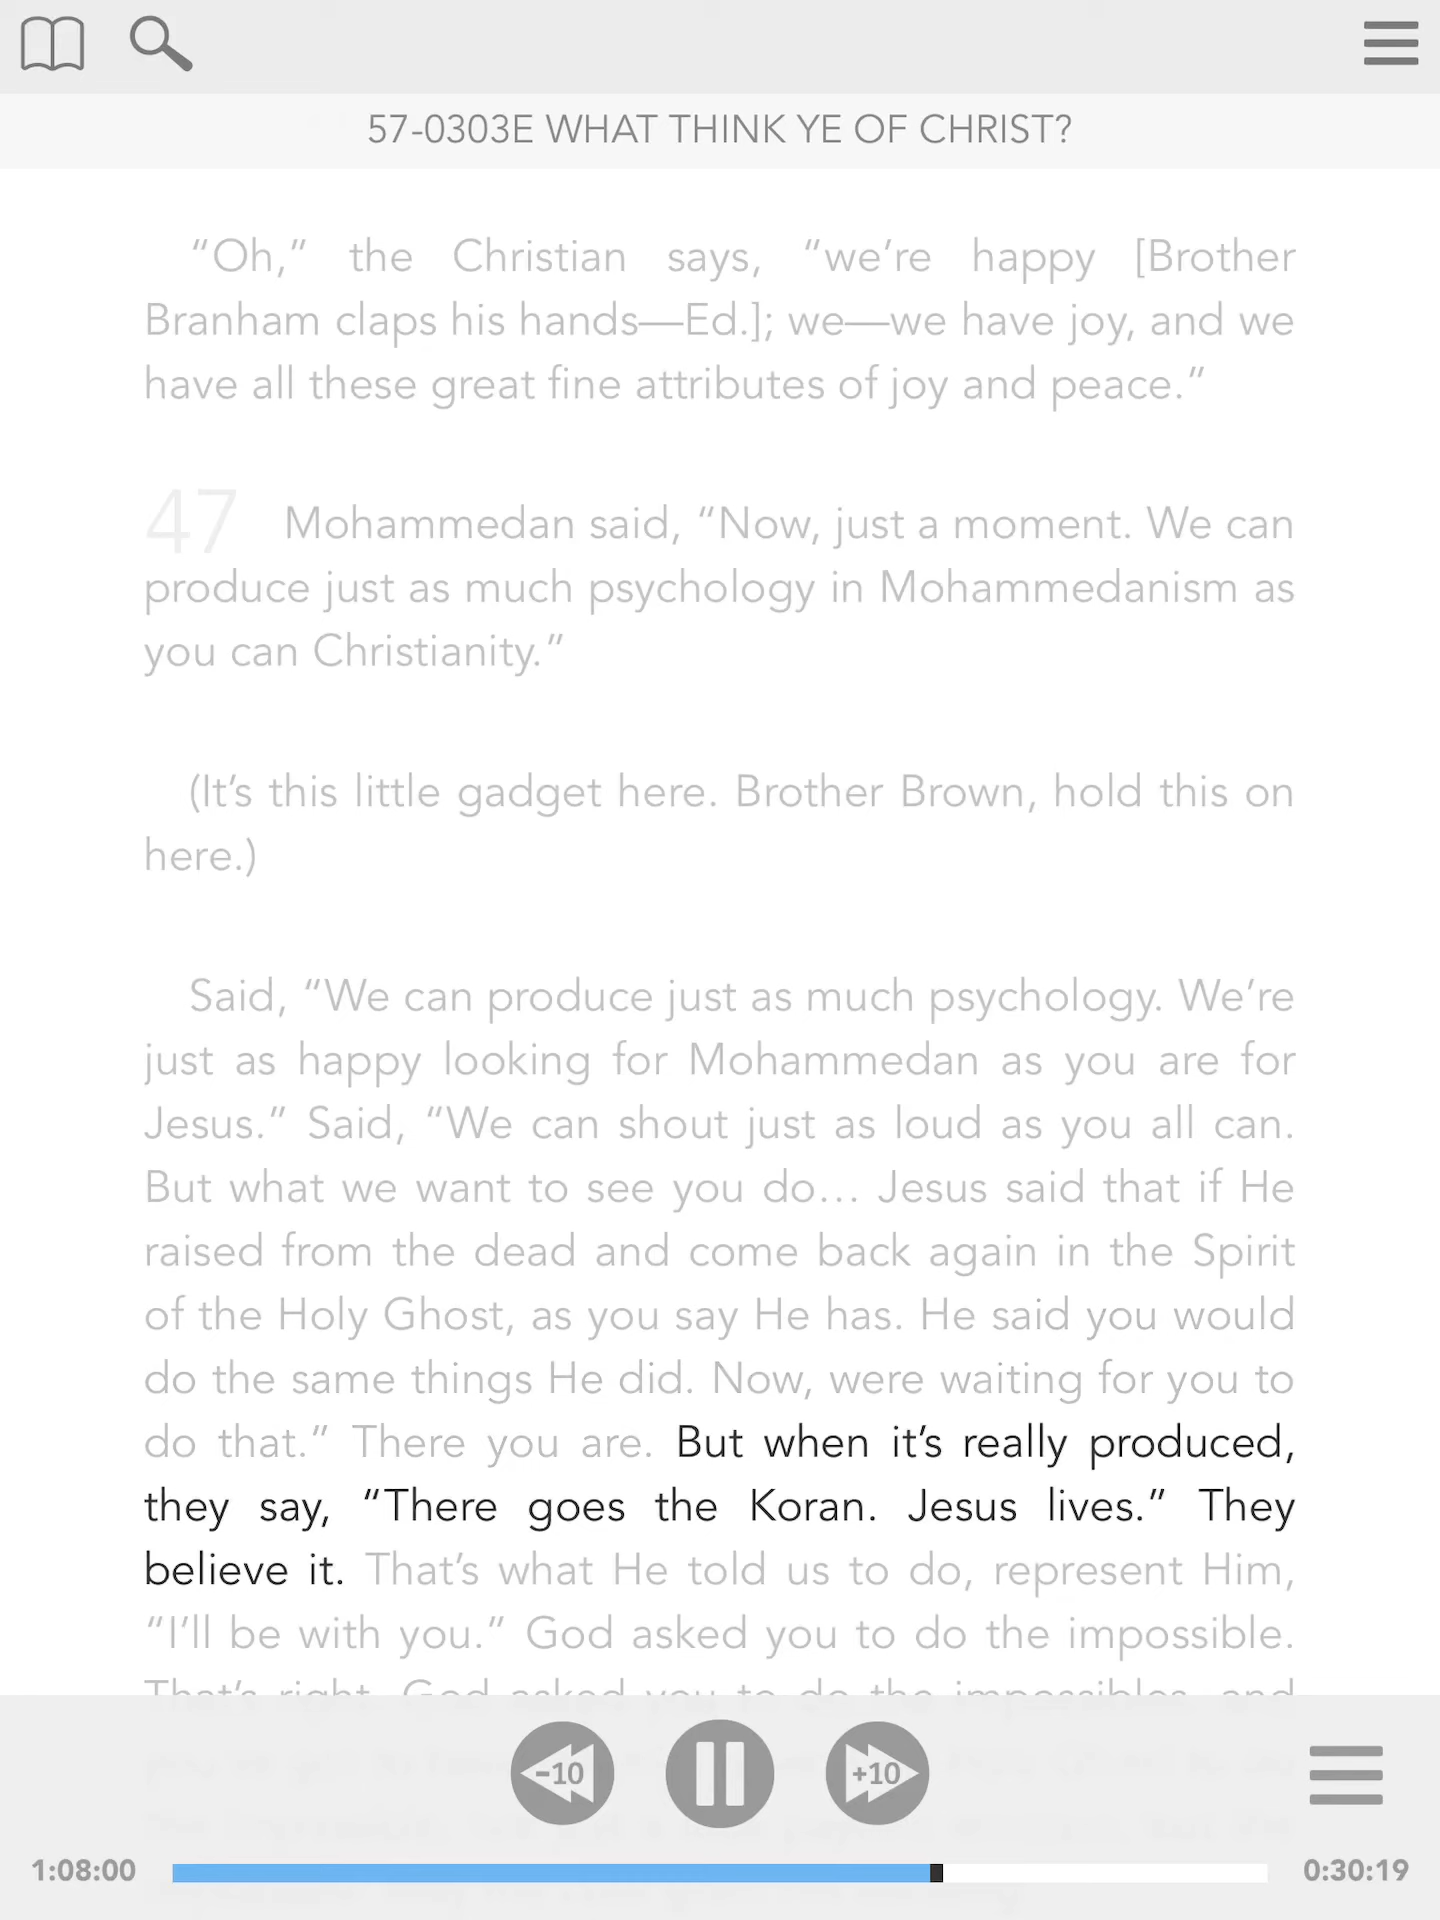 57-0303E WHAT THINK YE OF CHRIST?
“Oh,” the Christian says, “we’re happy [Brother
Branham claps his hands—Ed.]; we—we have joy, and we
have all these great fine attributes of joy and peace.”
47 Mohammedan said, “Now, just a moment. We can
produce just as much psychology in Mohammedanism as
you can Christianity.”
(It’s this little gadget here. Brother Brown, hold this on
here.)
Said, “We can produce just as much psychology. We’re
just as happy looking for Mohammedan as you are for
Jesus.” Said, “We can shout just as loud as you all can.
But what we want to see you do… Jesus said that if He
raised from the dead and come back again in the Spirit
of the Holy Ghost, as you say He has. He said you would
do the same things He did. Now, were waiting for you to
do that.” There you are. But when it’s really produced,
they say, “There goes the Koran. Jesus lives.” They
believe it. That’s what He told us to do, represent Him,
“I’ll be with you.” God asked you to do the impossible.
That’s right. God asked you to do the impossibles, and
-10 +10
1:08:00 0:30:19